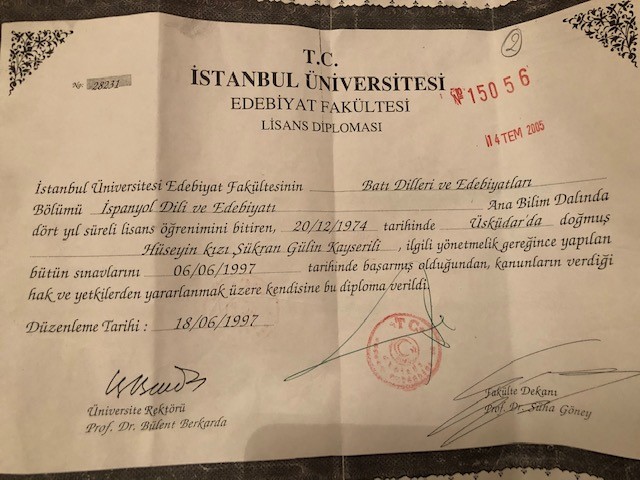 2
T.C.
İSTANBUL ÜNİVERSİTESİ
EDEBİYAT FAKÜLTESİ
LİSANS DİPLOMASI
No: 28231
Nº 15056
14 TEM 2005
İstanbul Üniversitesi Edebiyat Fakültesinin Batı Dilleri ve Edebiyatları
Bölümü İspanyol Dili ve Edebiyatı Ana Bilim Dalında
dört yıl süreli lisans öğrenimini bitiren, 20/12/1974 tarihinde Üsküdar'da doğmuş
Hüseyin kızı Şükran Gülin Kayserili, ilgili yönetmelik gereğince yapılan
bütün sınavlarını 06/06/1997 tarihinde başarmış olduğundan, kanunların verdiği
hak ve yetkilerden yararlanmak üzere kendisine bu diploma verildi.
Düzenleme Tarihi : 18/06/1997
T C
Üniversite Rektörü
Prof. Dr. Bülent Berkarda
Fakülte Dekanı
Prof. Dr. Süha Göney